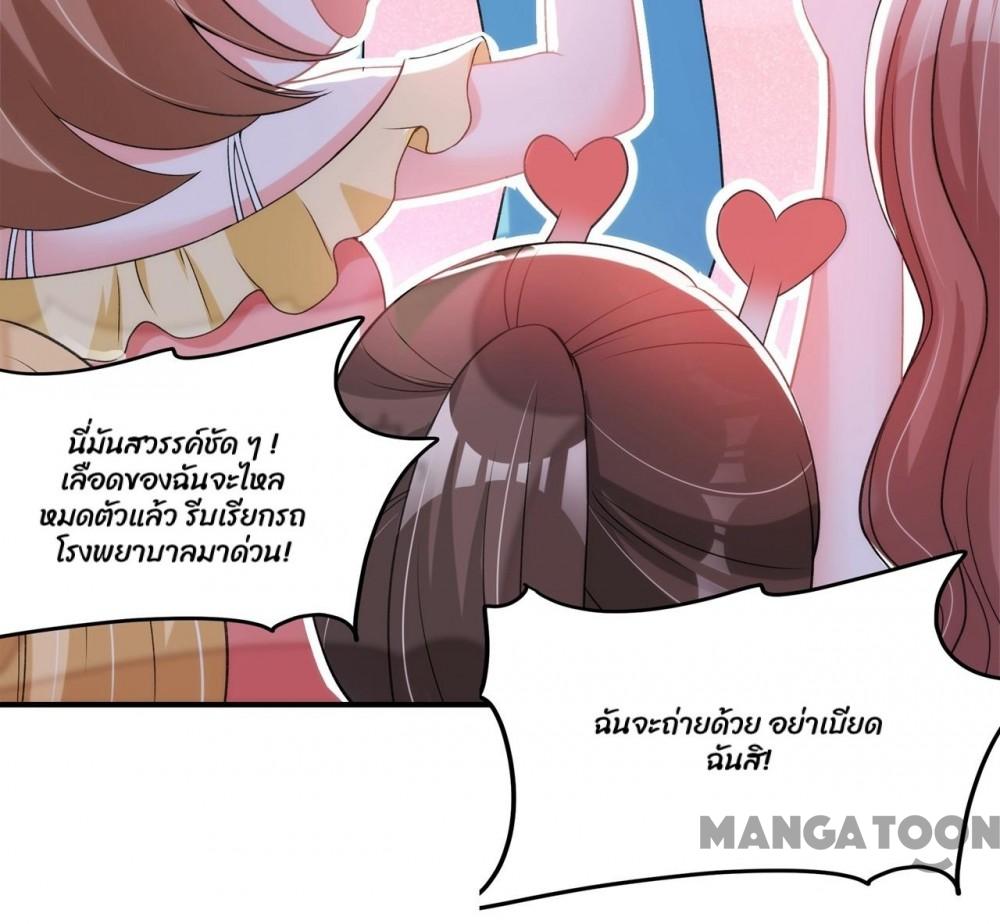 นี่มันสวรรค์ชัด ๆ !
เลือดของฉันจะไหล
หมดตัวแล้ว รีบเรียกรถ
โรงพยาบาลมาด่วน!
ฉันจะถ่ายด้วย อย่าเบียด
ฉันสิ!
MANGATOON